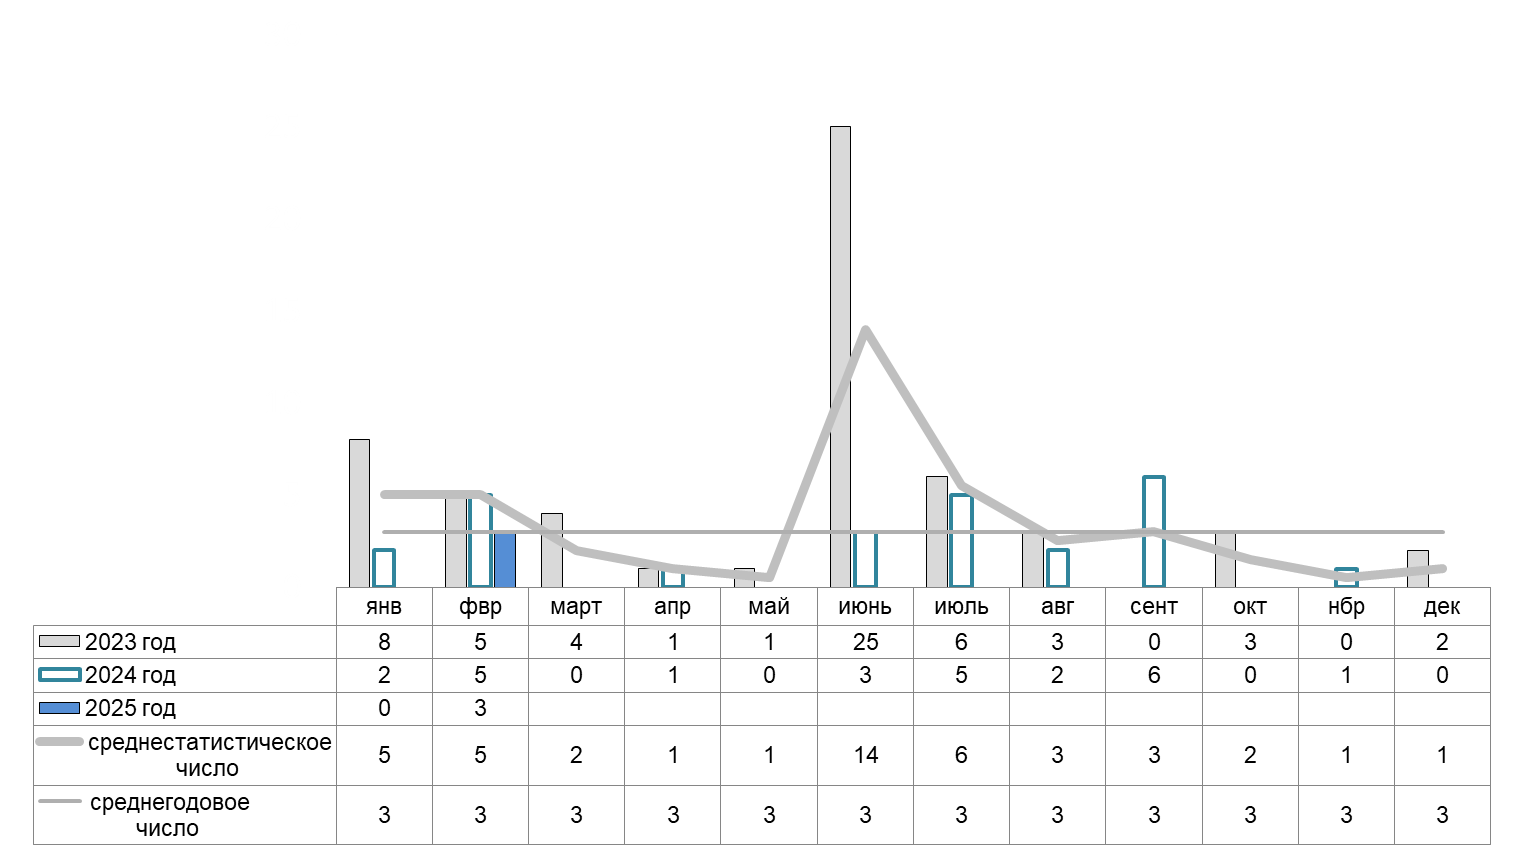 янв фвр март апр май июнь июль авг сент окт нбр дек
2023 год 8 5 4 1 1 25 6 3 0 3 0 2
2024 год 2 5 0 1 0 3 5 2 6 0 1 0
2025 год 0 3
среднестатистическое
число 5 5 2 1 1 14 6 3 3 2 1 1
среднегодовое
число 3 3 3 3 3 3 3 3 3 3 3 3